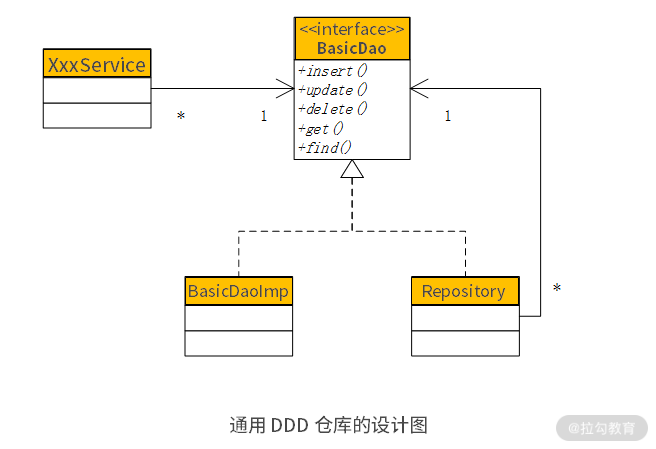 <<interface>>
BasicDao
XxxService
+insert()
+update()
+delete()
+get()
+find()
*
1
1
BasicDaoImp
Repository
*
通用 DDD 仓库的设计图
@拉勾教育